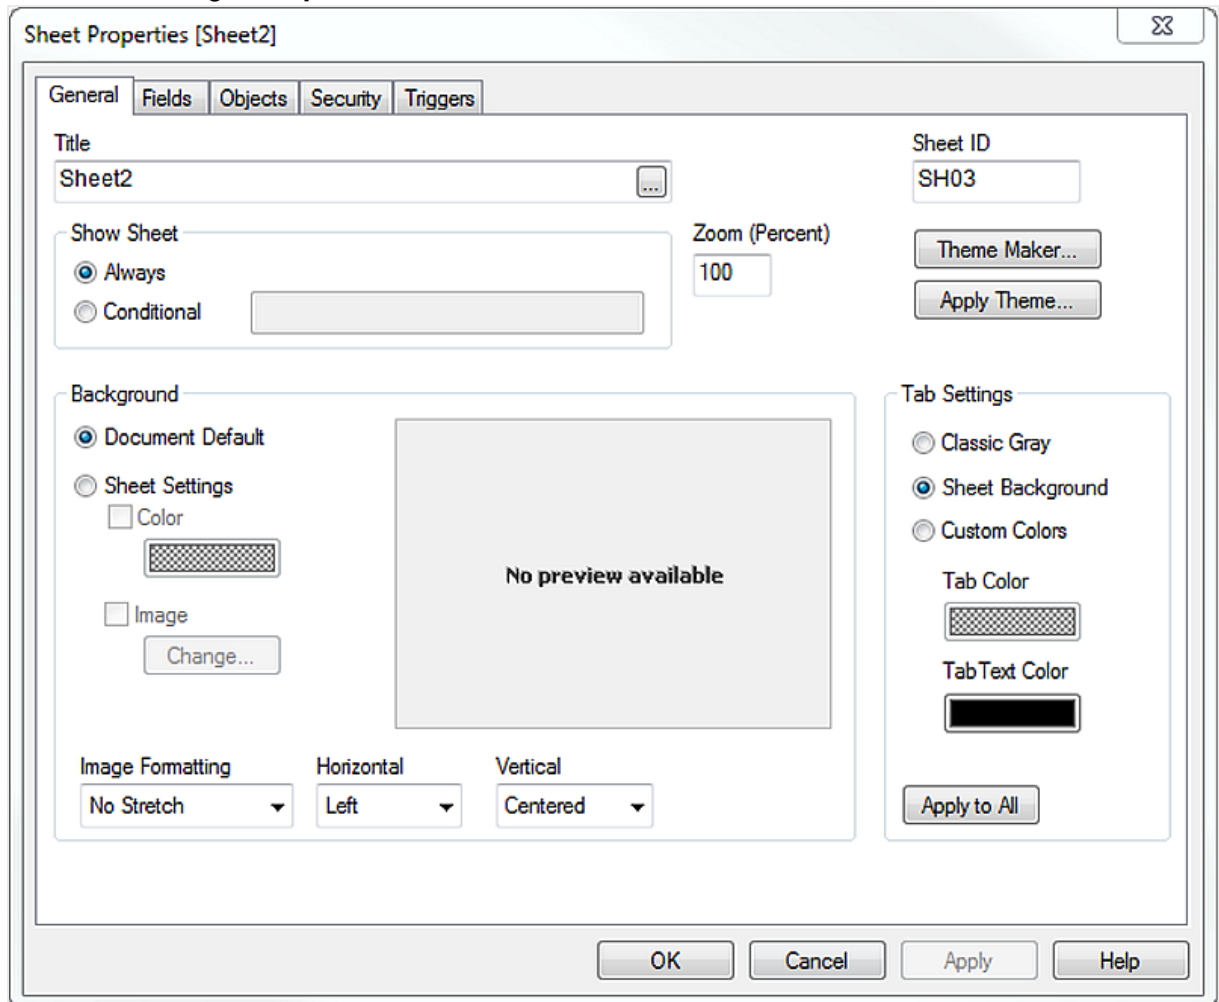 Sheet Properties [Sheet2]
General Fields Objects Security Triggers
Title
Sheet2
...
Sheet ID
SH03
Show Sheet
Always
Conditional
Zoom (Percent)
100
Theme Maker...
Apply Theme...
Background
Document Default
Sheet Settings
Color
Image
Change...
No preview available
Image Formatting
No Stretch
Horizontal
Left
Vertical
Centered
Tab Settings
Classic Gray
Sheet Background
Custom Colors
Tab Color
Tab Text Color
Apply to All
OK Cancel Apply Help